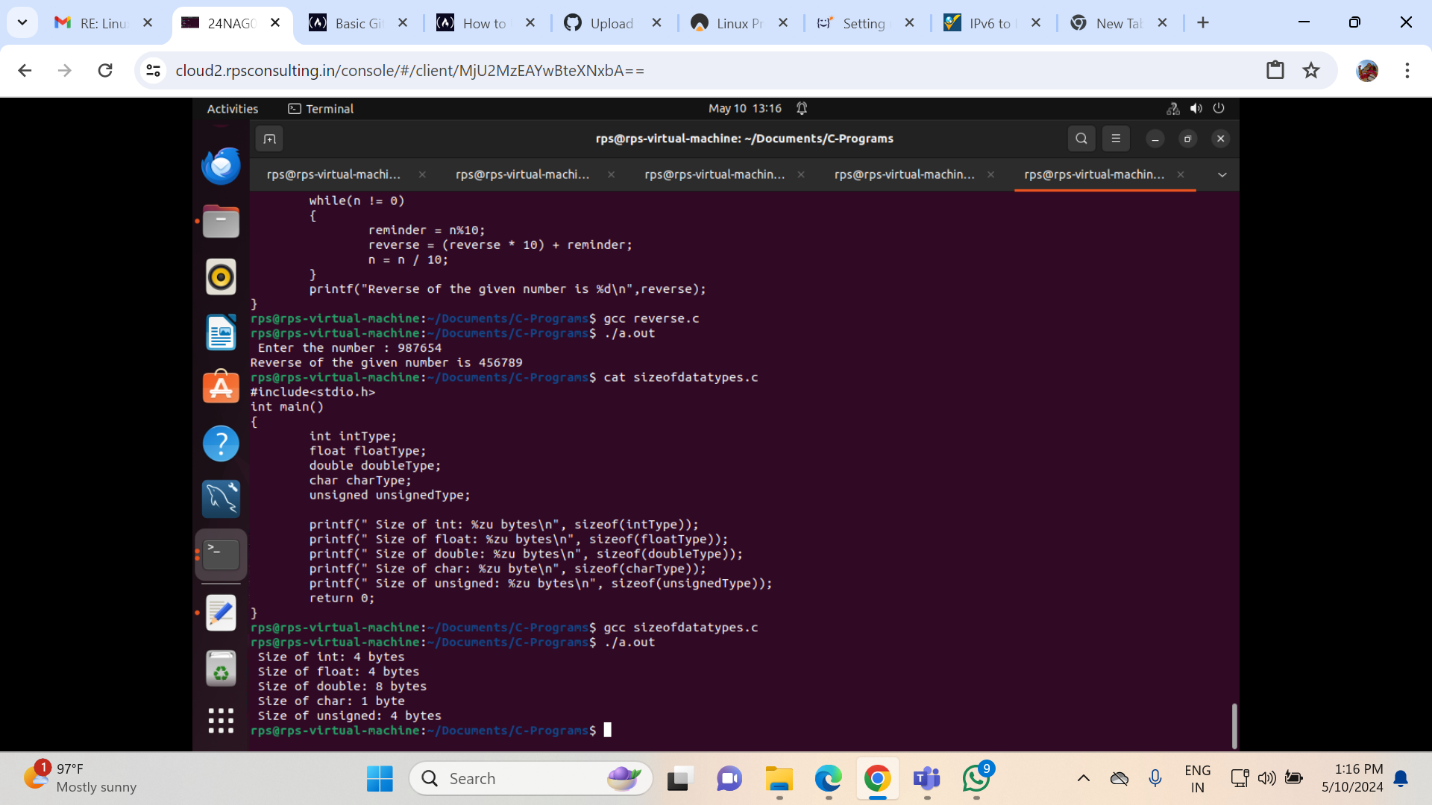 RE: Linu
24NAGO
Basic Gi
How to
Upload
Linux Pr
Setting
IPv6 to
New Tab
cloud2.rpsconsulting.in/console/#/client/MjU2MzEAYwBteXNxbA==
Activities
Terminal
May 10 13:16
rps@rps-virtual-machine: ~/Documents/C-Programs
rps@rps-virtual-machi...
rps@rps-virtual-machi...
rps@rps-virtual-machin...
rps@rps-virtual-machin...
rps@rps-virtual-machin...
while(n != 0)
{
reminder = n%10;
reverse = (reverse * 10) + reminder;
n = n / 10;
}
printf("Reverse of the given number is %d\n",reverse);
}
rps@rps-virtual-machine:~/Documents/C-Programs$ gcc reverse.c
rps@rps-virtual-machine:~/Documents/C-Programs$ ./a.out
Enter the number : 987654
Reverse of the given number is 456789
rps@rps-virtual-machine:~/Documents/C-Programs$ cat sizeofdatatypes.c
#include<stdio.h>
int main()
{
int intType;
float floatType;
double doubleType;
char charType;
unsigned unsignedType;
printf(" Size of int: %zu bytes\n", sizeof(intType));
printf(" Size of float: %zu bytes\n", sizeof(floatType));
printf(" Size of double: %zu bytes\n", sizeof(doubleType));
printf(" Size of char: %zu byte\n", sizeof(charType));
printf(" Size of unsigned: %zu bytes\n", sizeof(unsignedType));
return 0;
}
rps@rps-virtual-machine:~/Documents/C-Programs$ gcc sizeofdatatypes.c
rps@rps-virtual-machine:~/Documents/C-Programs$ ./a.out
Size of int: 4 bytes
Size of float: 4 bytes
Size of double: 8 bytes
Size of char: 1 byte
Size of unsigned: 4 bytes
rps@rps-virtual-machine:~/Documents/C-Programs$
1
97°F
Mostly sunny
Search
9
ENG
IN
1:16 PM
5/10/2024